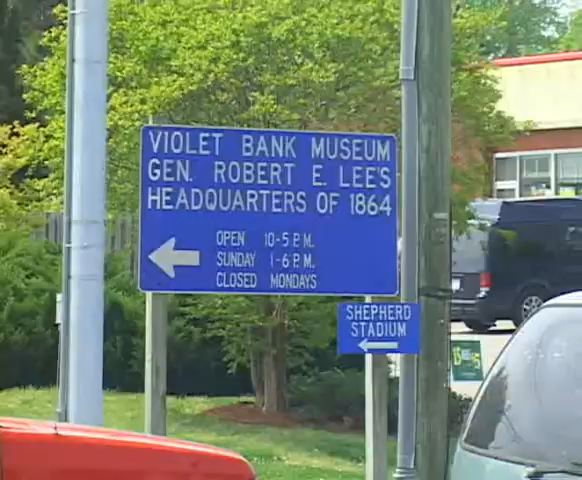 VIOLET BANK MUSEUM
GEN. ROBERT E. LEE'S
HEADQUARTERS OF 1864
OPEN 10-5 P.M.
SUNDAY 1-6 P.M.
CLOSED MONDAYS
SHEPHERD
STADIUM